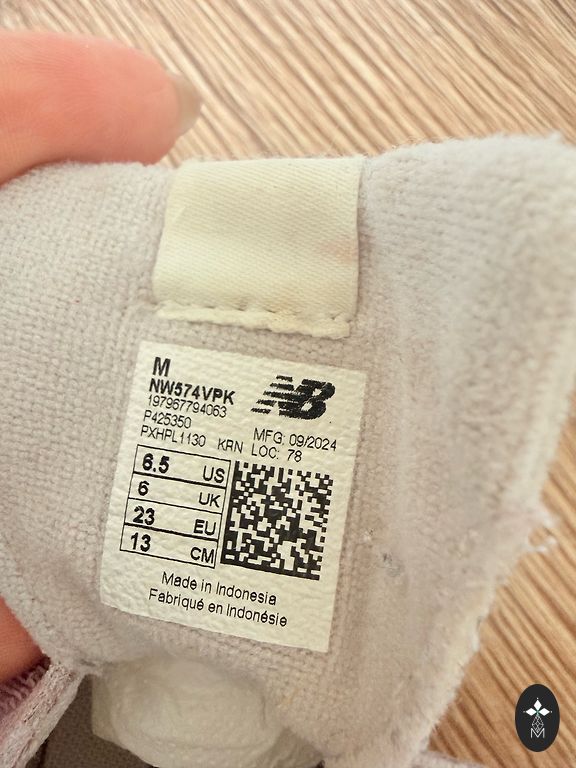 M
NW574VPK
197967794063
P425350
PXHPL1130 KRN
NB
MFG: 09/2024
LOC: 78
6.5 US
6 UK
23 EU
13 CM
Made in Indonesia
Fabriqué en Indonésie
M